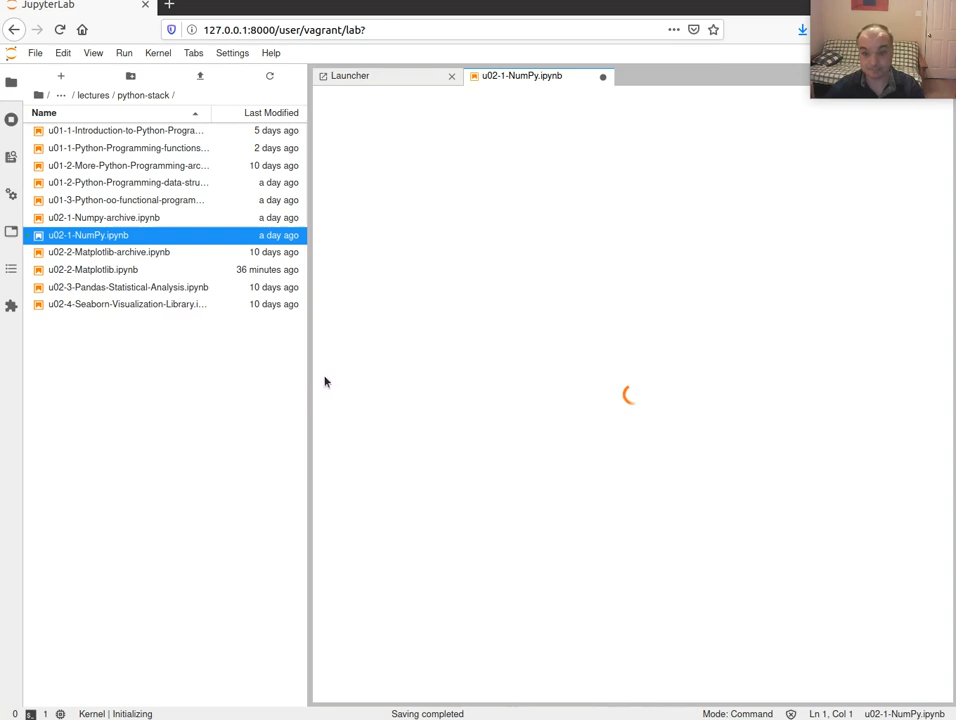 JupyterLab
127.0.0.1:8000/user/vagrant/lab?
File Edit View Run Kernel Tabs Settings Help
Launcher
u02-1-NumPy.ipynb
/ ··· / lectures / python-stack /
Name Last Modified
u01-1-Introduction-to-Python-Progra... 5 days ago
u01-1-Python-Programming-functions... 2 days ago
u01-2-More-Python-Programming-arc... 10 days ago
u01-2-Python-Programming-data-stru... a day ago
u01-3-Python-oo-functional-program... a day ago
u02-1-Numpy-archive.ipynb a day ago
u02-1-NumPy.ipynb a day ago
u02-2-Matplotlib-archive.ipynb 10 days ago
u02-2-Matplotlib.ipynb 36 minutes ago
u02-3-Pandas-Statistical-Analysis.ipynb 10 days ago
u02-4-Seaborn-Visualization-Library.i... 10 days ago
0 1 Kernel | Initializing Saving completed Mode: Command Ln 1, Col 1 u02-1-NumPy.ipynb